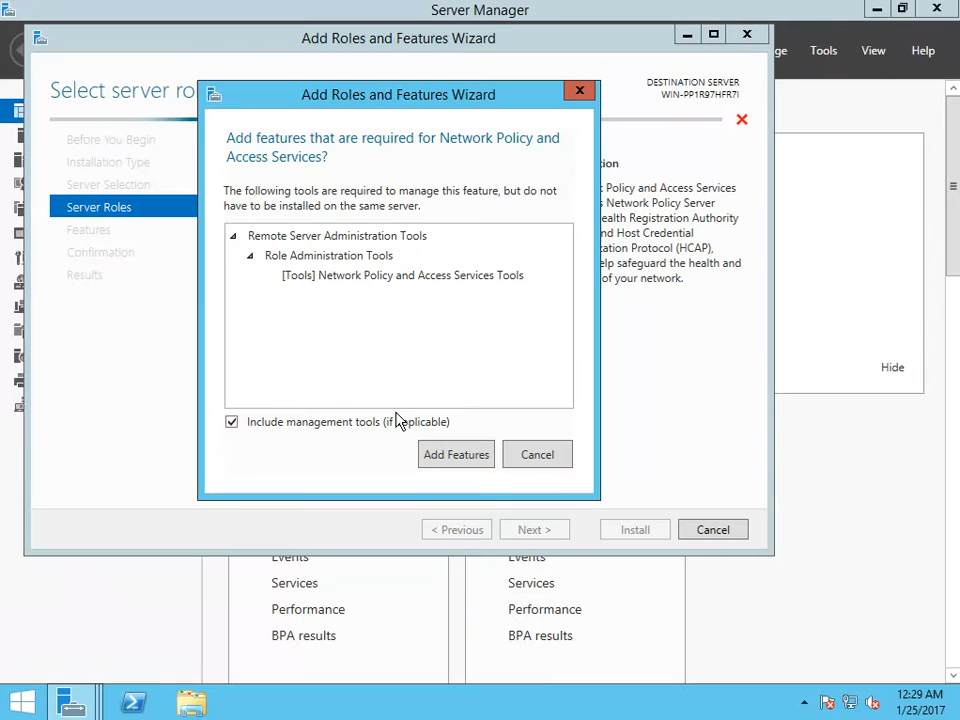 Server Manager
Add Roles and Features Wizard
Tools
View
Help
Select server ro
DESTINATION SERVER
WIN-PP1R97HFR7I
Before You Begin
Installation Type
Server Selection
Server Roles
Features
Confirmation
Results
Add Roles and Features Wizard
Add features that are required for Network Policy and
Access Services?
The following tools are required to manage this feature, but do not
have to be installed on the same server.
Remote Server Administration Tools
Role Administration Tools
[Tools] Network Policy and Access Services Tools
Include management tools (if applicable)
Add Features
Cancel
Policy and Access Services
Network Policy Server
ealth Registration Authority
and Host Credential
zation Protocol (HCAP),
elp safeguard the health and
of your network.
Hide
< Previous
Next >
Install
Cancel
Events
Services
Performance
BPA results
Events
Services
Performance
BPA results
12:29 AM
1/25/2017